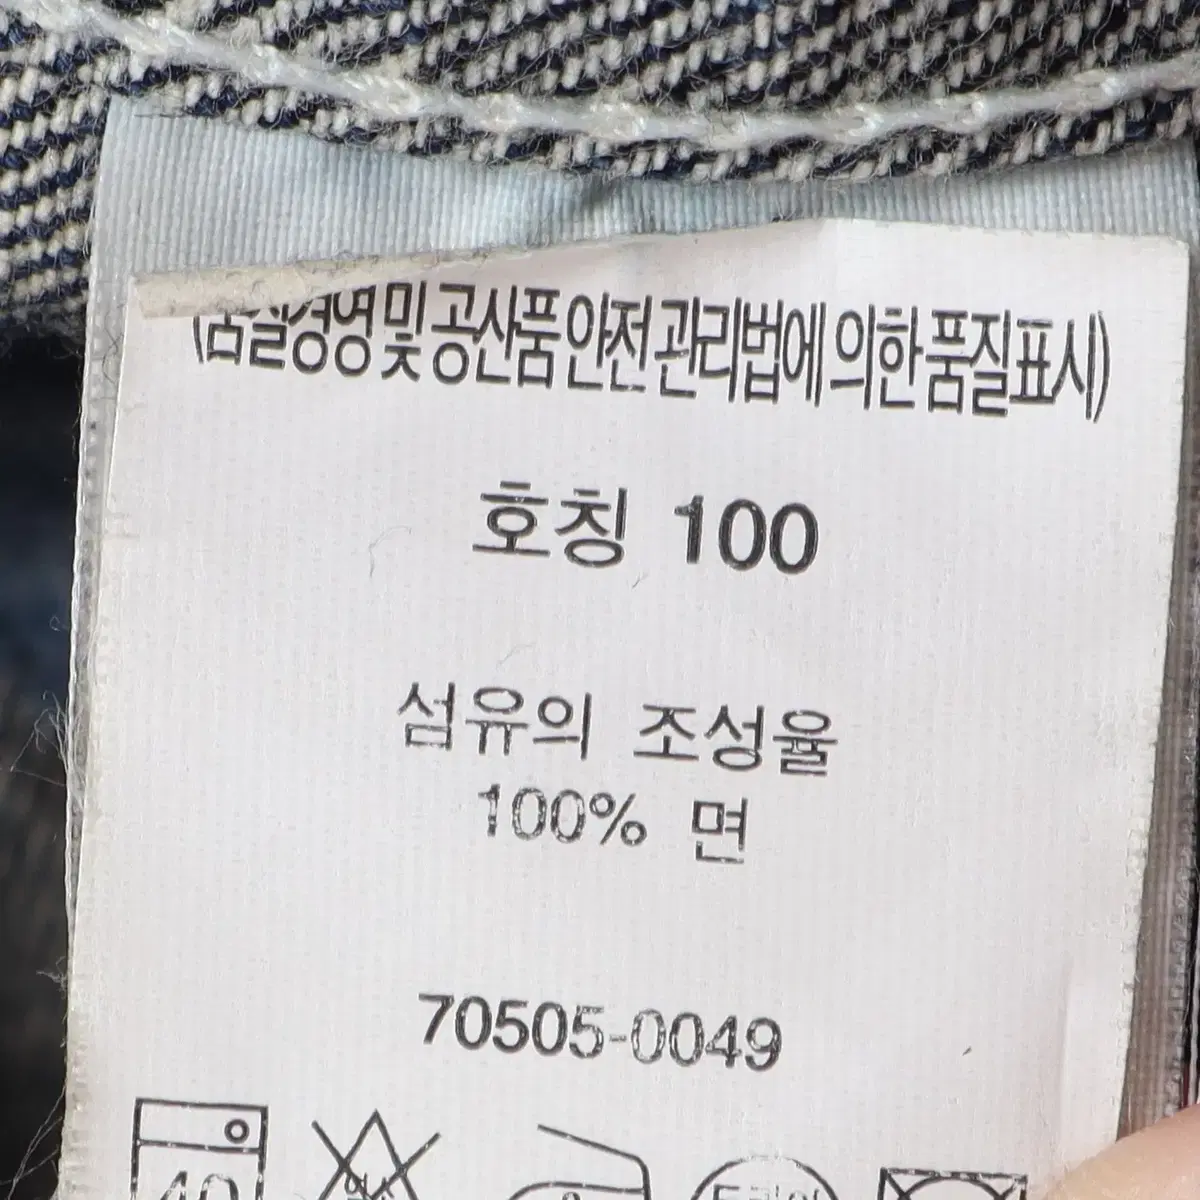 (품질경영 및 공산품 안전 관리법에 의한 품질표시)
호칭 100
섬유의 조성율
100% 면
70505-0049
40